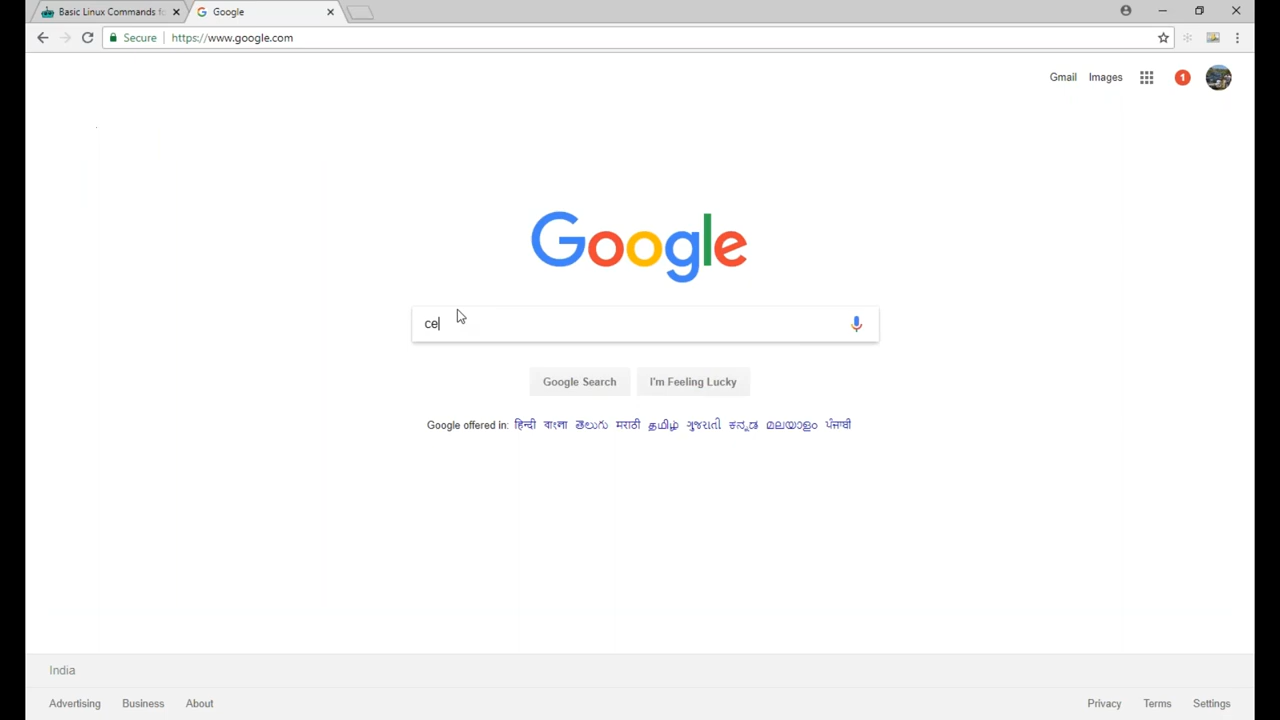 Basic Linux Commands fo
Google
Secure https://www.google.com
Gmail Images 1
Google
ce
Google Search I'm Feeling Lucky
Google offered in: हिन्दी বাংলা తెలుగు मराठी தமிழ் ગુજરાતી ಕನ್ನಡ മലയാളം ਪੰਜਾਬੀ
India
Advertising Business About Privacy Terms Settings